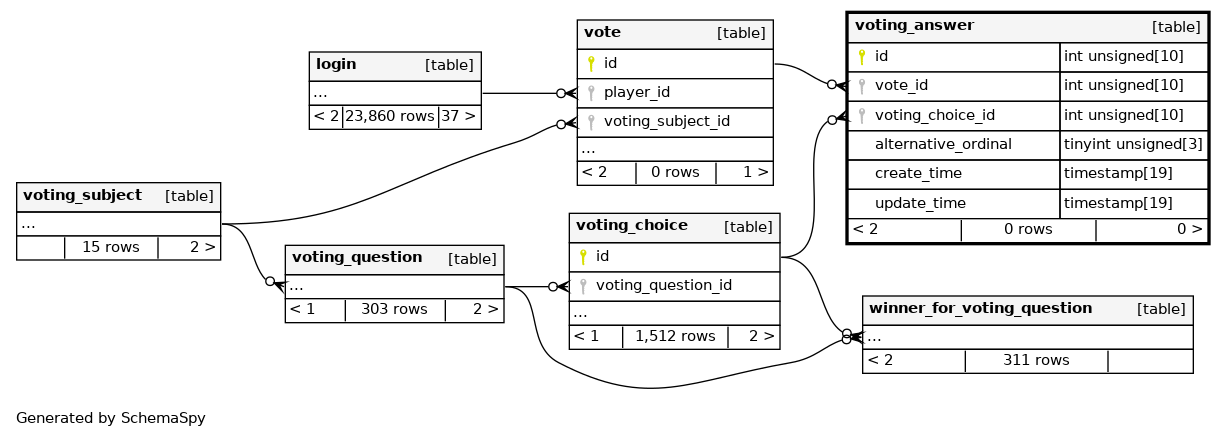 login [table]
...
< 2 23,860 rows 37 >
vote [table]
id
player_id
voting_subject_id
...
< 2 0 rows 1 >
voting_answer [table]
id int unsigned[10]
vote_id int unsigned[10]
voting_choice_id int unsigned[10]
alternative_ordinal tinyint unsigned[3]
create_time timestamp[19]
update_time timestamp[19]
< 2 0 rows 0 >
voting_subject [table]
...
15 rows 2 >
voting_question [table]
...
< 1 303 rows 2 >
voting_choice [table]
id
voting_question_id
...
< 1 1,512 rows 2 >
winner_for_voting_question [table]
...
< 2 311 rows
Generated by SchemaSpy